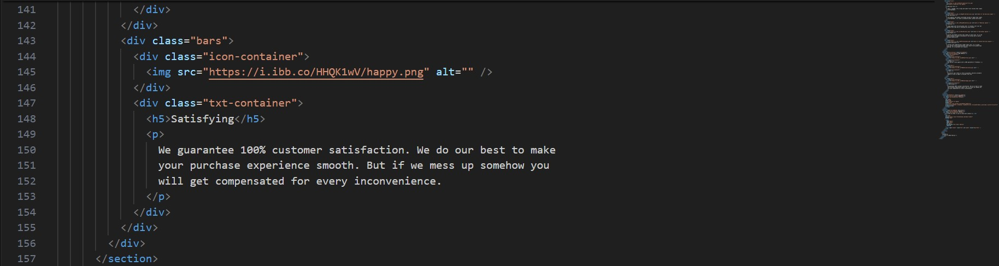 141 </div>
142 </div>
143 <div class="bars">
144 <div class="icon-container">
145 <img src="https://i.ibb.co/HHQK1wV/happy.png" alt="" />
146 </div>
147 <div class="txt-container">
148 <h5>Satisfying</h5>
149 <p>
150 We guarantee 100% customer satisfaction. We do our best to make
151 your purchase experience smooth. But if we mess up somehow you
152 will get compensated for every inconvenience.
153 </p>
154 </div>
155 </div>
156 </div>
157 </section>